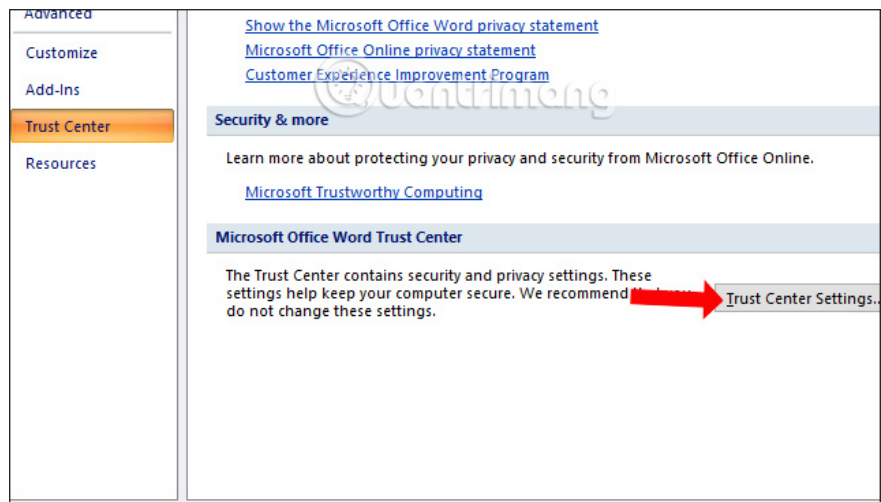 Advanced
Customize
Add-Ins
Trust Center
Resources
Show the Microsoft Office Word privacy statement
Microsoft Office Online privacy statement
Customer Experience Improvement Program
Quantrimang
Security & more
Learn more about protecting your privacy and security from Microsoft Office Online.
Microsoft Trustworthy Computing
Microsoft Office Word Trust Center
The Trust Center contains security and privacy settings. These
settings help keep your computer secure. We recommend
do not change these settings.
Trust Center Settings..